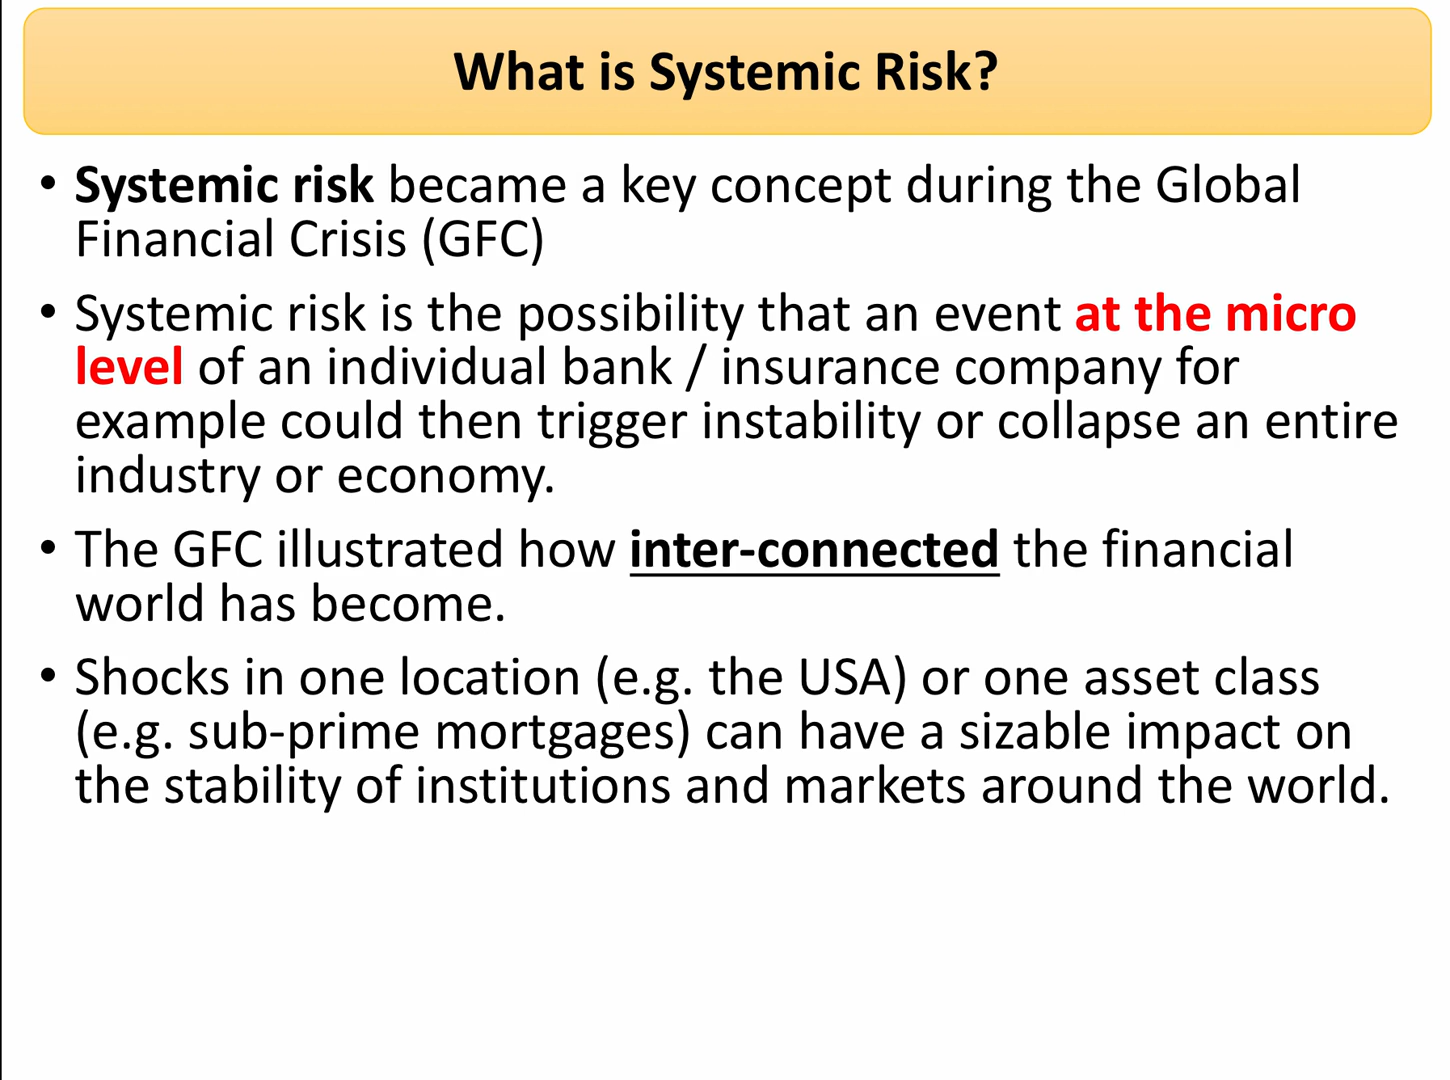 What is Systemic Risk?
• Systemic risk became a key concept during the Global
Financial Crisis (GFC)
• Systemic risk is the possibility that an event at the micro
level of an individual bank / insurance company for
example could then trigger instability or collapse an entire
industry or economy.
• The GFC illustrated how inter-connected the financial
world has become.
• Shocks in one location (e.g. the USA) or one asset class
(e.g. sub-prime mortgages) can have a sizable impact on
the stability of institutions and markets around the world.